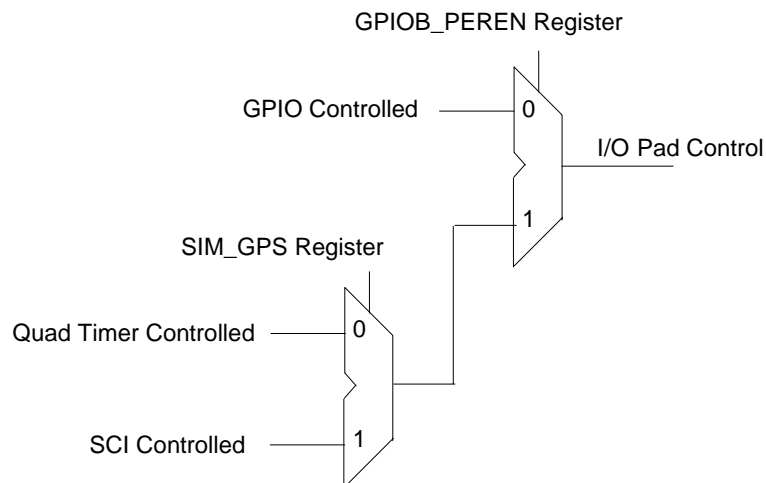 GPIOB_PEREN Register
GPIO Controlled
0
I/O Pad Control
1
SIM_GPS Register
Quad Timer Controlled
0
SCI Controlled
1